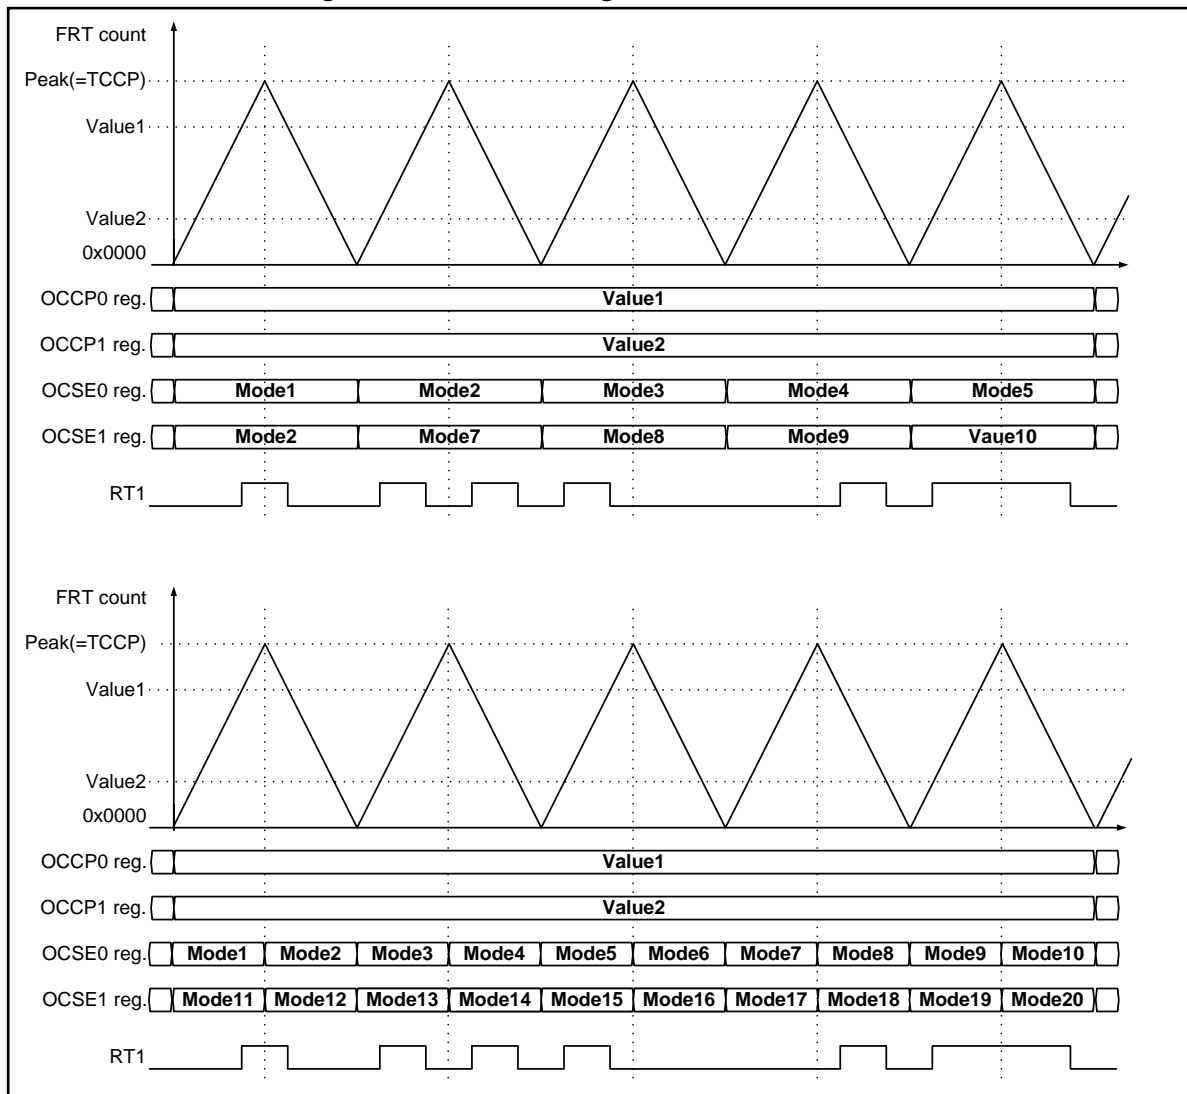 FRT count
Peak(=TCCP)
Value1
Value2
0x0000
OCCP0 reg. Value1
OCCP1 reg. Value2
OCSE0 reg. Mode1 Mode2 Mode3 Mode4 Mode5
OCSE1 reg. Mode2 Mode7 Mode8 Mode9 Vaue10
RT1
FRT count
Peak(=TCCP)
Value1
Value2
0x0000
OCCP0 reg. Value1
OCCP1 reg. Value2
OCSE0 reg. Mode1 Mode2 Mode3 Mode4 Mode5 Mode6 Mode7 Mode8 Mode9 Mode10
OCSE1 reg. Mode11 Mode12 Mode13 Mode14 Mode15 Mode16 Mode17 Mode18 Mode19 Mode20
RT1